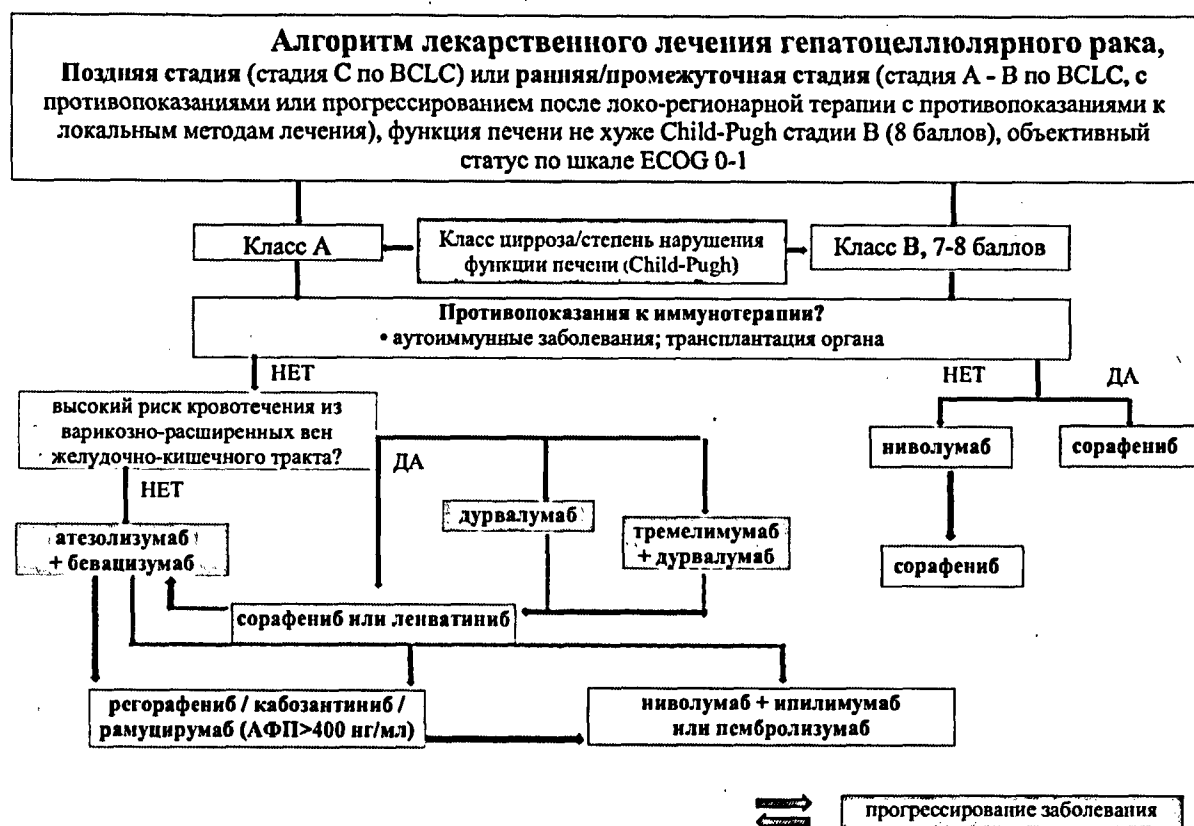 Алгоритм лекарственного лечения гепатоцеллюлярного рака,
Поздняя стадия (стадия С по BCLC) или ранняя/промежуточная стадия (стадия А - В по BCLC, с
противопоказаниями или прогрессированием после локо-регионарной терапии с противопоказаниями к
локальным методам лечения), функция печени не хуже Child-Pugh стадии В (8 баллов), объективный
статус по шкале ECOG 0-1
Класс А
Класс цирроза/степень нарушения
функции печени (Child-Pugh)
Класс В, 7-8 баллов
Противопоказания к иммунотерапии?
• аутоиммунные заболевания; трансплантация органа
НЕТ
НЕТ
ДА
высокий риск кровотечения из
варикозно-расширенных вен
желудочно-кишечного тракта?
ДА
НЕТ
ниволумаб
сорафениб
дурвалумаб
тремелимумаб
+ дурвалумаб
атезолизумаб
+ бевацизумаб
сорафениб
сорафениб или ленватиниб
регорафениб / кабозантиниб /
рамуцирумаб (АФП>400 нг/мл)
ниволумаб + ипилимумаб
или пембролизумаб
прогрессирование заболевания